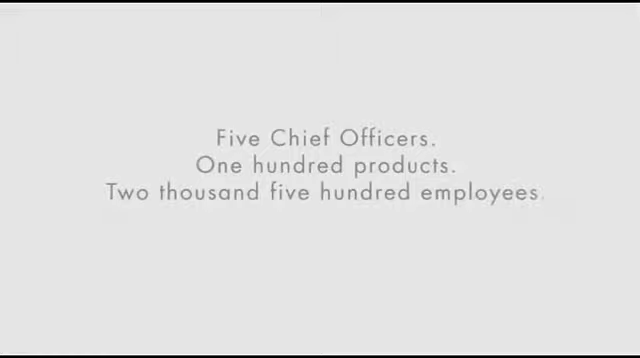 Five Chief Officers.
One hundred products.
Two thousand five hundred employees